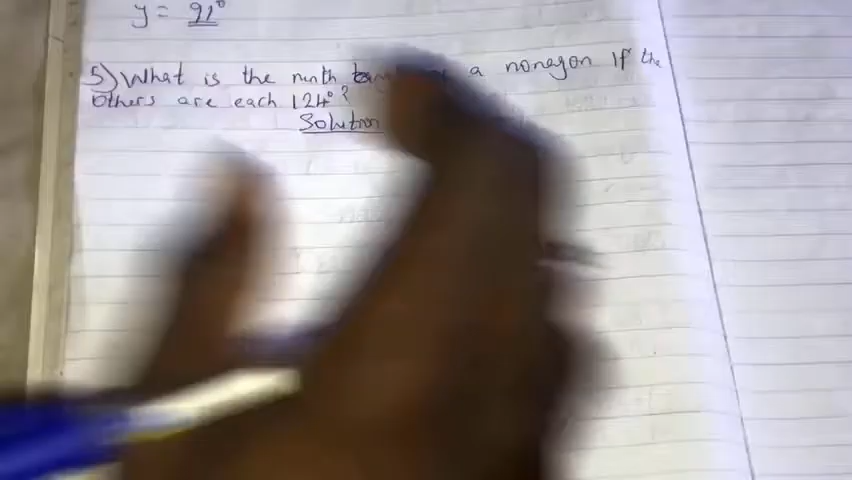 y = 91°
5) What is the ninth a nonagon If the
others are each 124°?
Solution